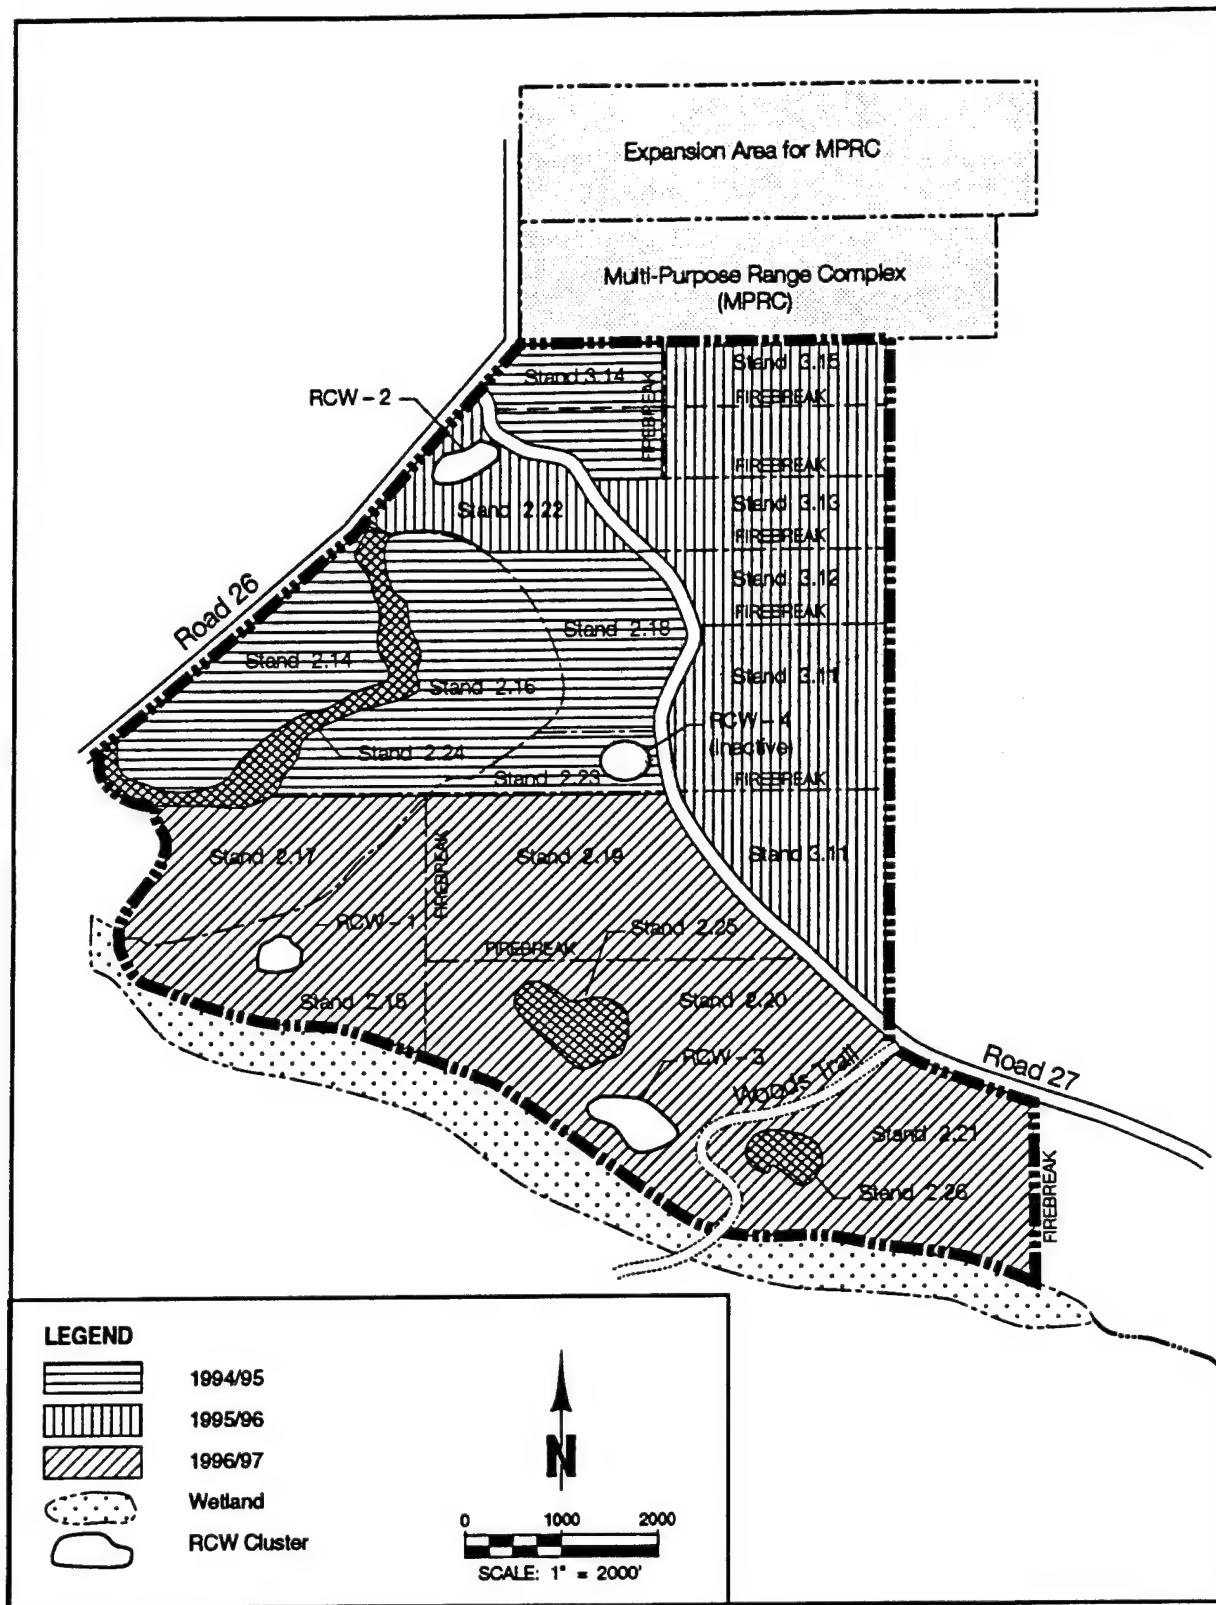 Expansion Area for MPRC
Multi-Purpose Range Complex
(MPRC)
Stand 3.14
Stand 3.15
FIREBREAK
RCW - 2
FIREBREAK
FIREBREAK
Stand 2.22
Stand 3.13
FIREBREAK
Road 26
Stand 3.12
FIREBREAK
Stand 2.18
Stand 2.14
Stand 2.16
Stand 3.11
RCW - 4
(Inactive)
Stand 2.24
Stand 2.23
FIREBREAK
Stand 2.17
Stand 2.19
Stand 3.11
FIREBREAK
RCW - 1
Stand 2.25
FIREBREAK
Stand 2.15
Stand 2.20
RCW - 3
Woods Trail
Road 27
Stand 2.21
Stand 2.26
FIREBREAK
LEGEND
1994/95
1995/96
1996/97
Wetland
RCW Cluster
N
0 1000 2000
SCALE: 1" = 2000'